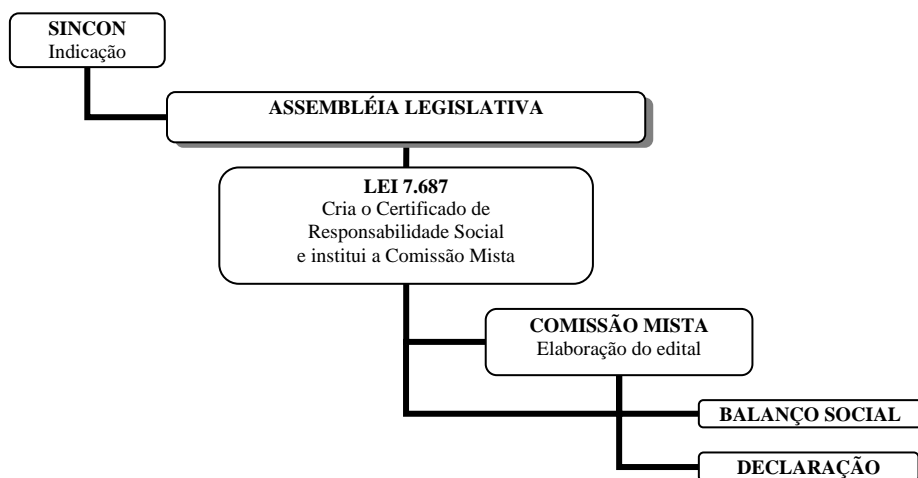 SINCON
Indicação
ASSEMBLÉIA LEGISLATIVA
LEI 7.687
Cria o Certificado de
Responsabilidade Social
e institui a Comissão Mista
COMISSÃO MISTA
Elaboração do edital
BALANÇO SOCIAL
DECLARAÇÃO